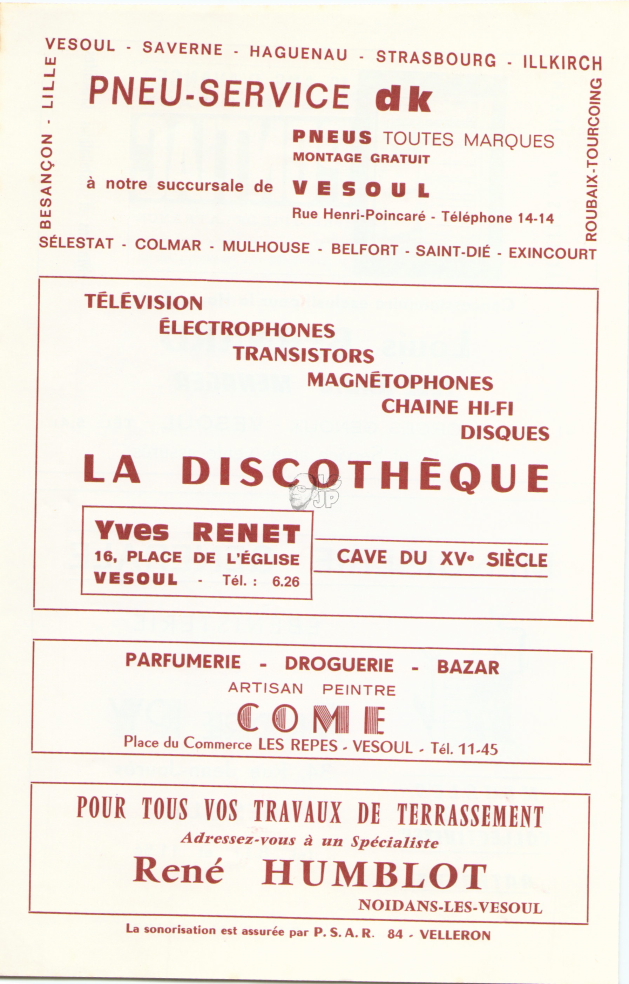 VESOUL - SAVERNE - HAGUENAU - STRASBOURG - ILLKIRCH
BESANÇON - LILLE
ROUBAIX-TOURCOING
PNEU-SERVICE dk
PNEUS TOUTES MARQUES
MONTAGE GRATUIT
à notre succursale de VESOUL
Rue Henri-Poincaré - Téléphone 14-14
SÉLESTAT - COLMAR - MULHOUSE - BELFORT - SAINT-DIÉ - EXINCOURT
TÉLÉVISION
ÉLECTROPHONES
TRANSISTORS
MAGNÉTOPHONES
CHAINE HI-FI
DISQUES
LA DISCOTHÈQUE
JP
Yves RENET
16, PLACE DE L'ÉGLISE
VESOUL - Tél. : 6.26
CAVE DU XVe SIÈCLE
PARFUMERIE - DROGUERIE - BAZAR
ARTISAN PEINTRE
COME
Place du Commerce LES REPES - VESOUL - Tél. 11-45
POUR TOUS VOS TRAVAUX DE TERRASSEMENT
Adressez-vous à un Spécialiste
René HUMBLOT
NOIDANS-LES-VESOUL
La sonorisation est assurée par P. S. A. R. 84 - VELLERON